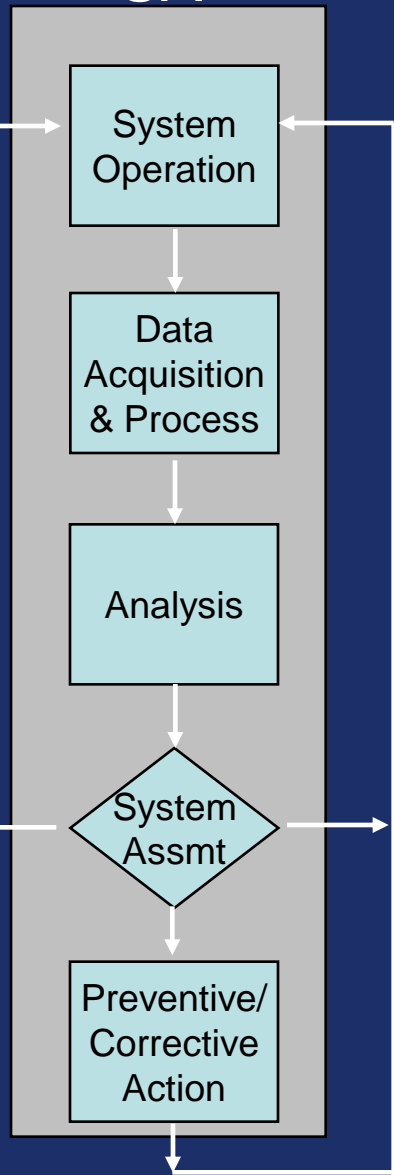 System
Operation
Data
Acquisition
& Process
Analysis
System
Assmt
Preventive/
Corrective
Action